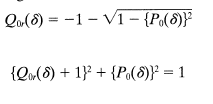 Q₀ᵣ(δ) = −1 − √1 − {P₀(δ)}²
{Q₀ᵣ(δ) + 1}² + {P₀(δ)}² = 1